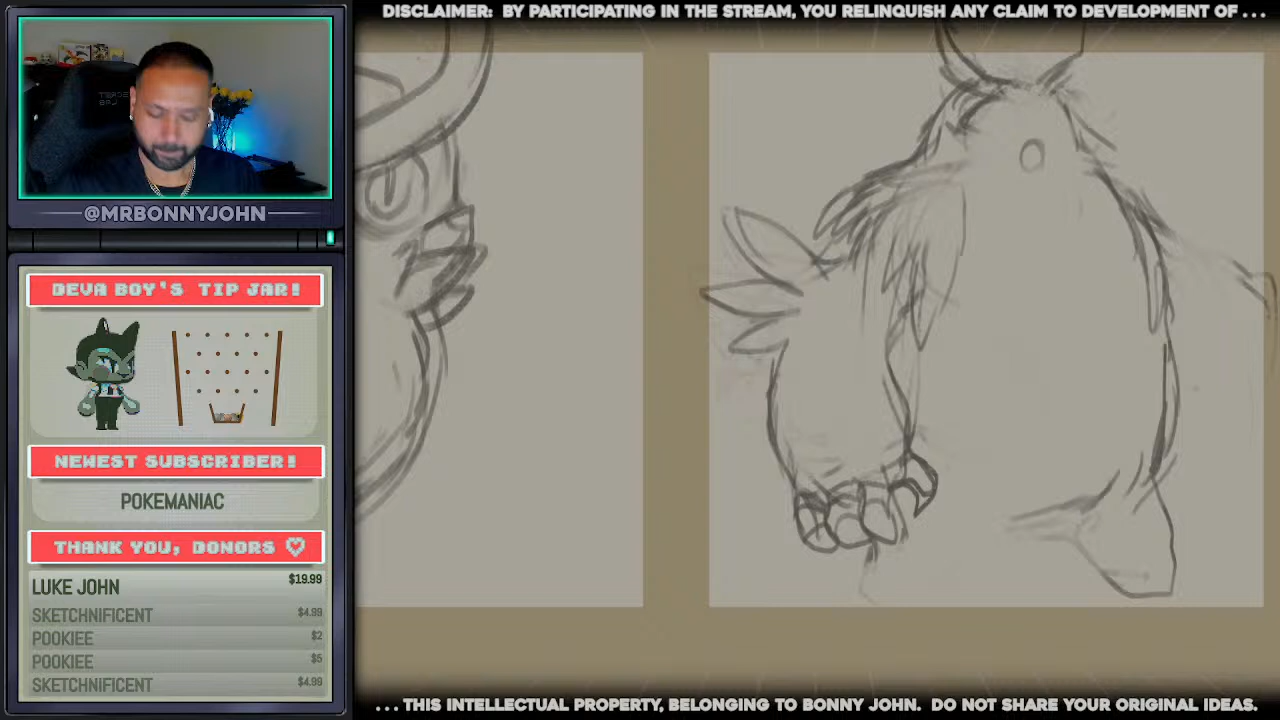 DISCLAIMER: BY PARTICIPATING IN THE STREAM, YOU RELINQUISH ANY CLAIM TO DEVELOPMENT OF . . .
@MRBONNYJOHN
DEVA BOY'S TIP JAR!
NEWEST SUBSCRIBER!
POKEMANIAC
THANK YOU, DONORS ♡
LUKE JOHN $19.99
SKETCHNIFICENT $4.99
POOKIEE $2
POOKIEE $5
SKETCHNIFICENT $4.99
. . . THIS INTELLECTUAL PROPERTY, BELONGING TO BONNY JOHN. DO NOT SHARE YOUR ORIGINAL IDEAS.